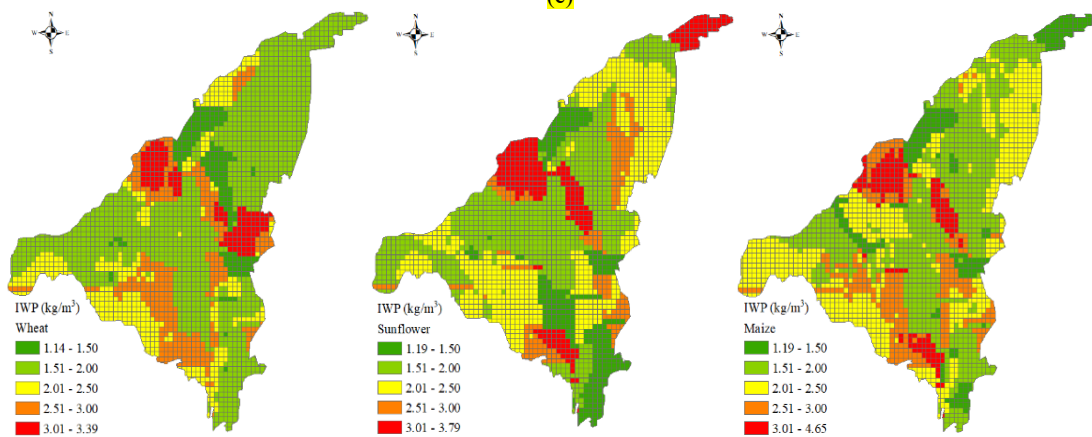 (c)
N
W E
S
N
W E
S
N
W E
S
IWP (kg/m³)
Wheat
1.14 - 1.50
1.51 - 2.00
2.01 - 2.50
2.51 - 3.00
3.01 - 3.39
IWP (kg/m³)
Sunflower
1.19 - 1.50
1.51 - 2.00
2.01 - 2.50
2.51 - 3.00
3.01 - 3.79
IWP (kg/m³)
Maize
1.19 - 1.50
1.51 - 2.00
2.01 - 2.50
2.51 - 3.00
3.01 - 4.65